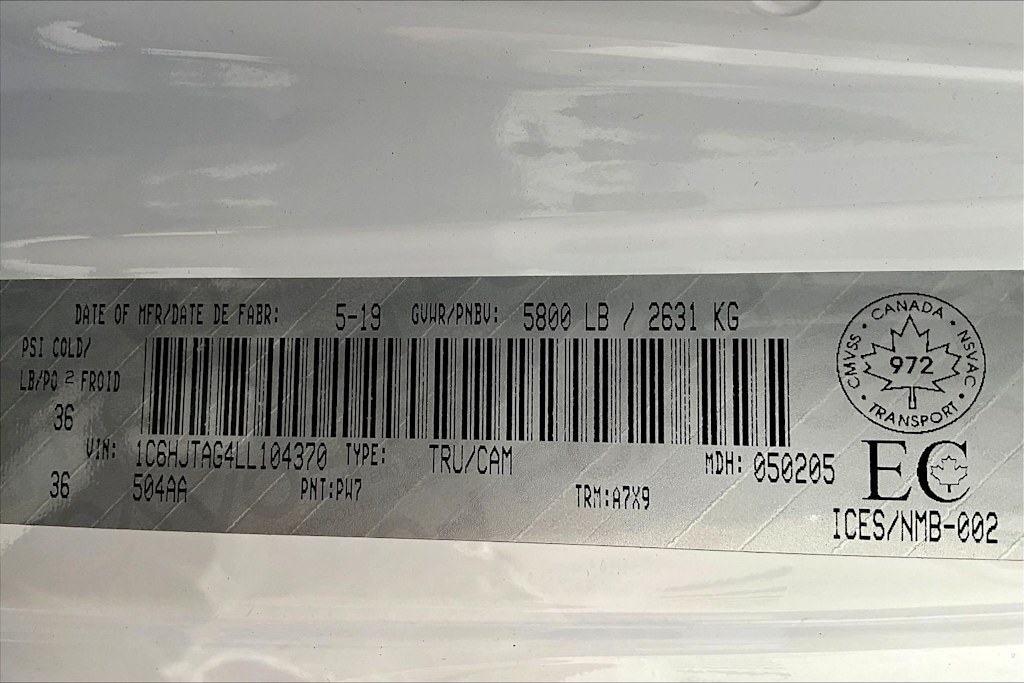 DATE OF MFR/DATE DE FABR: 5-19 GVWR/PNBV: 5800 LB / 2631 KG
PSI COLD/
LB/PO 2 FROID
36
VIN: 1C6HJTAG4LL104370 TYPE: TRU/CAM MDH: 050205
36 504AA PNT:PW7 TRM:A7X9
CANADA · NSVAC · TRANSPORT · CMVSS ·
972
EC
ICES/NMB-002